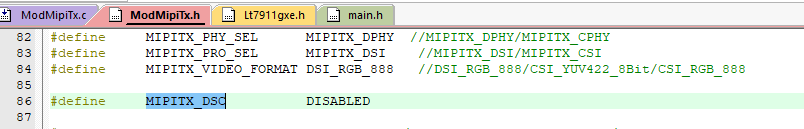 ModMipiTx.c ModMipiTx.h Lt7911gxe.h main.h
82 #define MIPITX_PHY_SEL MIPITX_DPHY //MIPITX_DPHY/MIPITX_CPHY
83 #define MIPITX_PRO_SEL MIPITX_DSI //MIPITX_DSI/MIPITX_CSI
84 #define MIPITX_VIDEO_FORMAT DSI_RGB_888 //DSI_RGB_888/CSI_YUV422_8Bit/CSI_RGB_888
85
86 #define MIPITX_DSC DISABLED
87